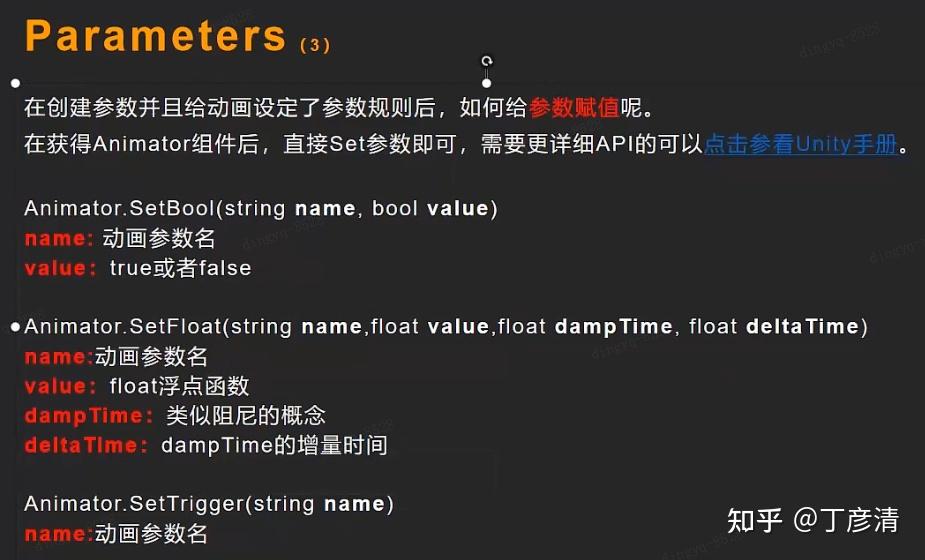 Parameters (3)
在创建参数并且给动画设定了参数规则后，如何给参数赋值呢。
在获得Animator组件后，直接Set参数即可，需要更详细API的可以点击参看Unity手册。
Animator.SetBool(string name, bool value)
name: 动画参数名
value：true或者false
Animator.SetFloat(string name,float value,float dampTime, float deltaTime)
name:动画参数名
value：float浮点函数
dampTime：类似阻尼的概念
deltaTime：dampTime的增量时间
Animator.SetTrigger(string name)
name:动画参数名
知乎 @丁彦清